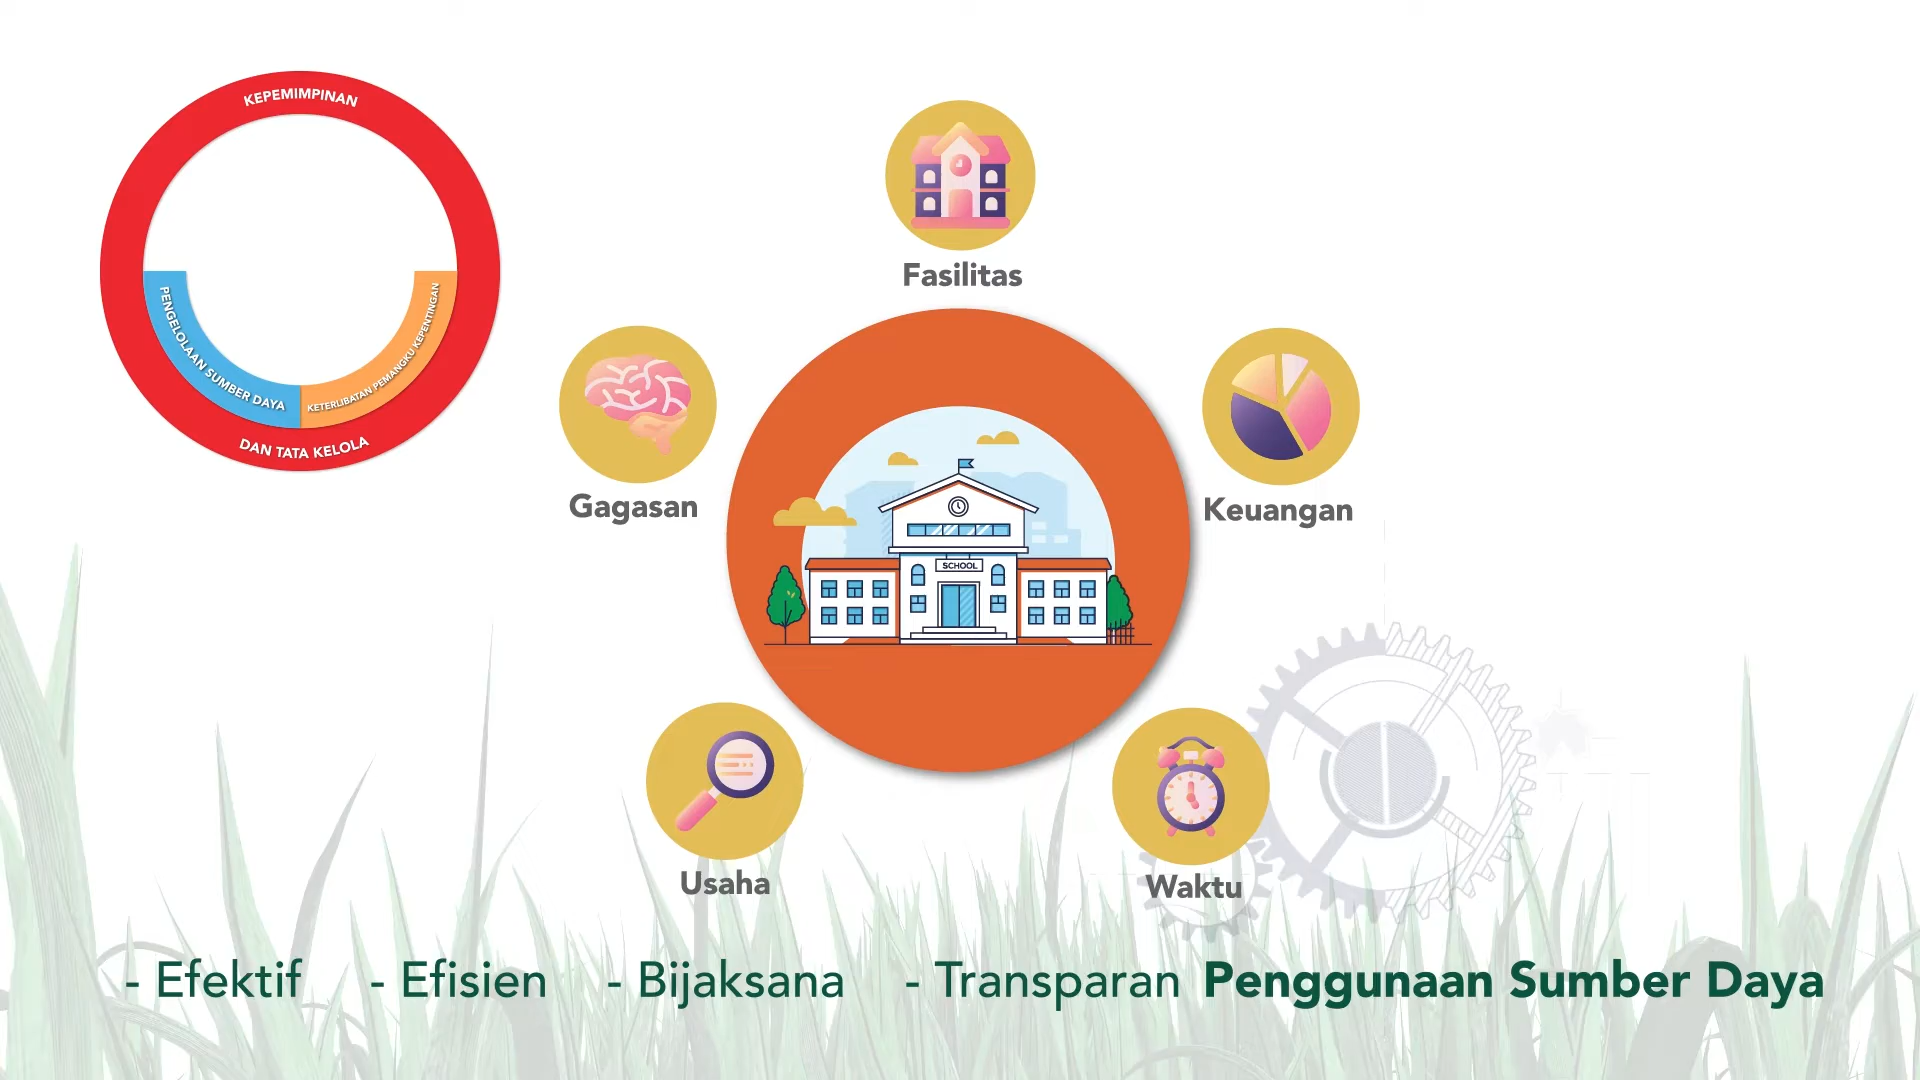 KEPEMIMPINAN
PENGELOLAAN SUMBER DAYA
KETERLIBATAN PEMANGKU KEPENTINGAN
DAN TATA KELOLA
Fasilitas
Gagasan
Keuangan
SCHOOL
Usaha
Waktu
- Efektif - Efisien - Bijaksana - Transparan Penggunaan Sumber Daya